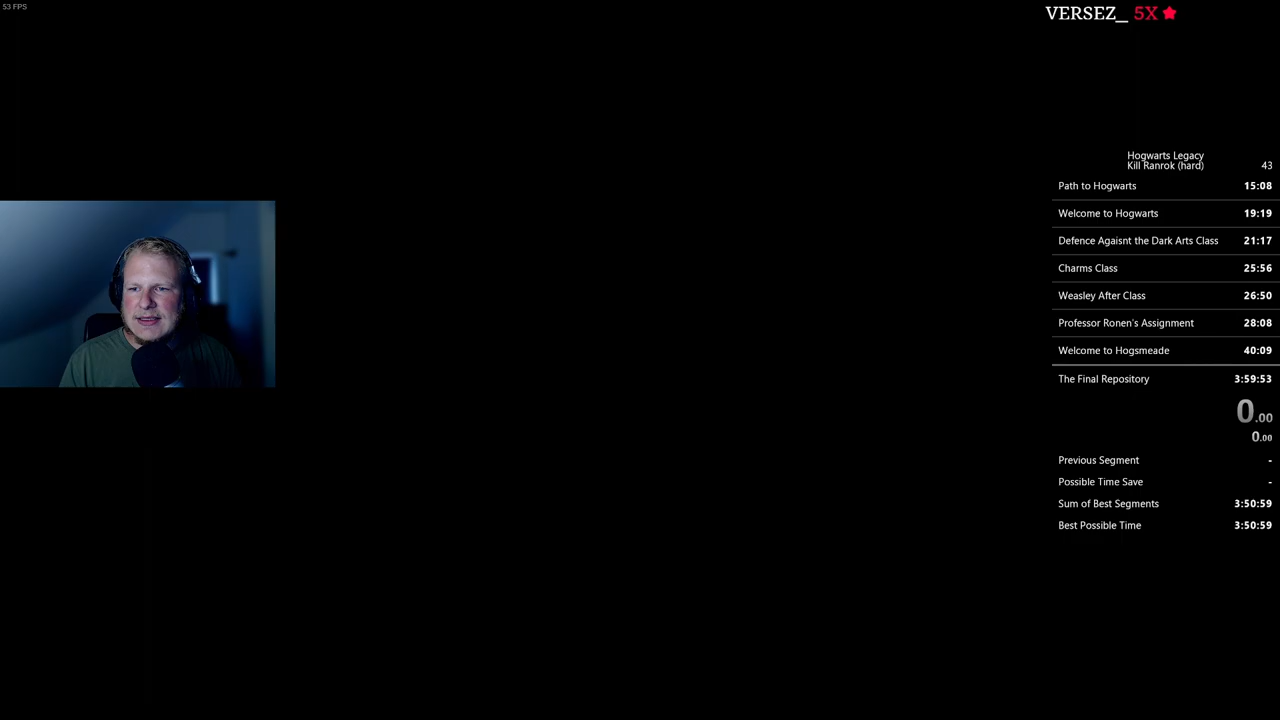 53 FPS
VERSEZ_ 5X
Hogwarts Legacy
Kill Ranrok (hard) 43
Path to Hogwarts 15:08
Welcome to Hogwarts 19:19
Defence Agaisnt the Dark Arts Class 21:17
Charms Class 25:56
Weasley After Class 26:50
Professor Ronen's Assignment 28:08
Welcome to Hogsmeade 40:09
The Final Repository 3:59:53
0.00
0.00
Previous Segment -
Possible Time Save -
Sum of Best Segments 3:50:59
Best Possible Time 3:50:59